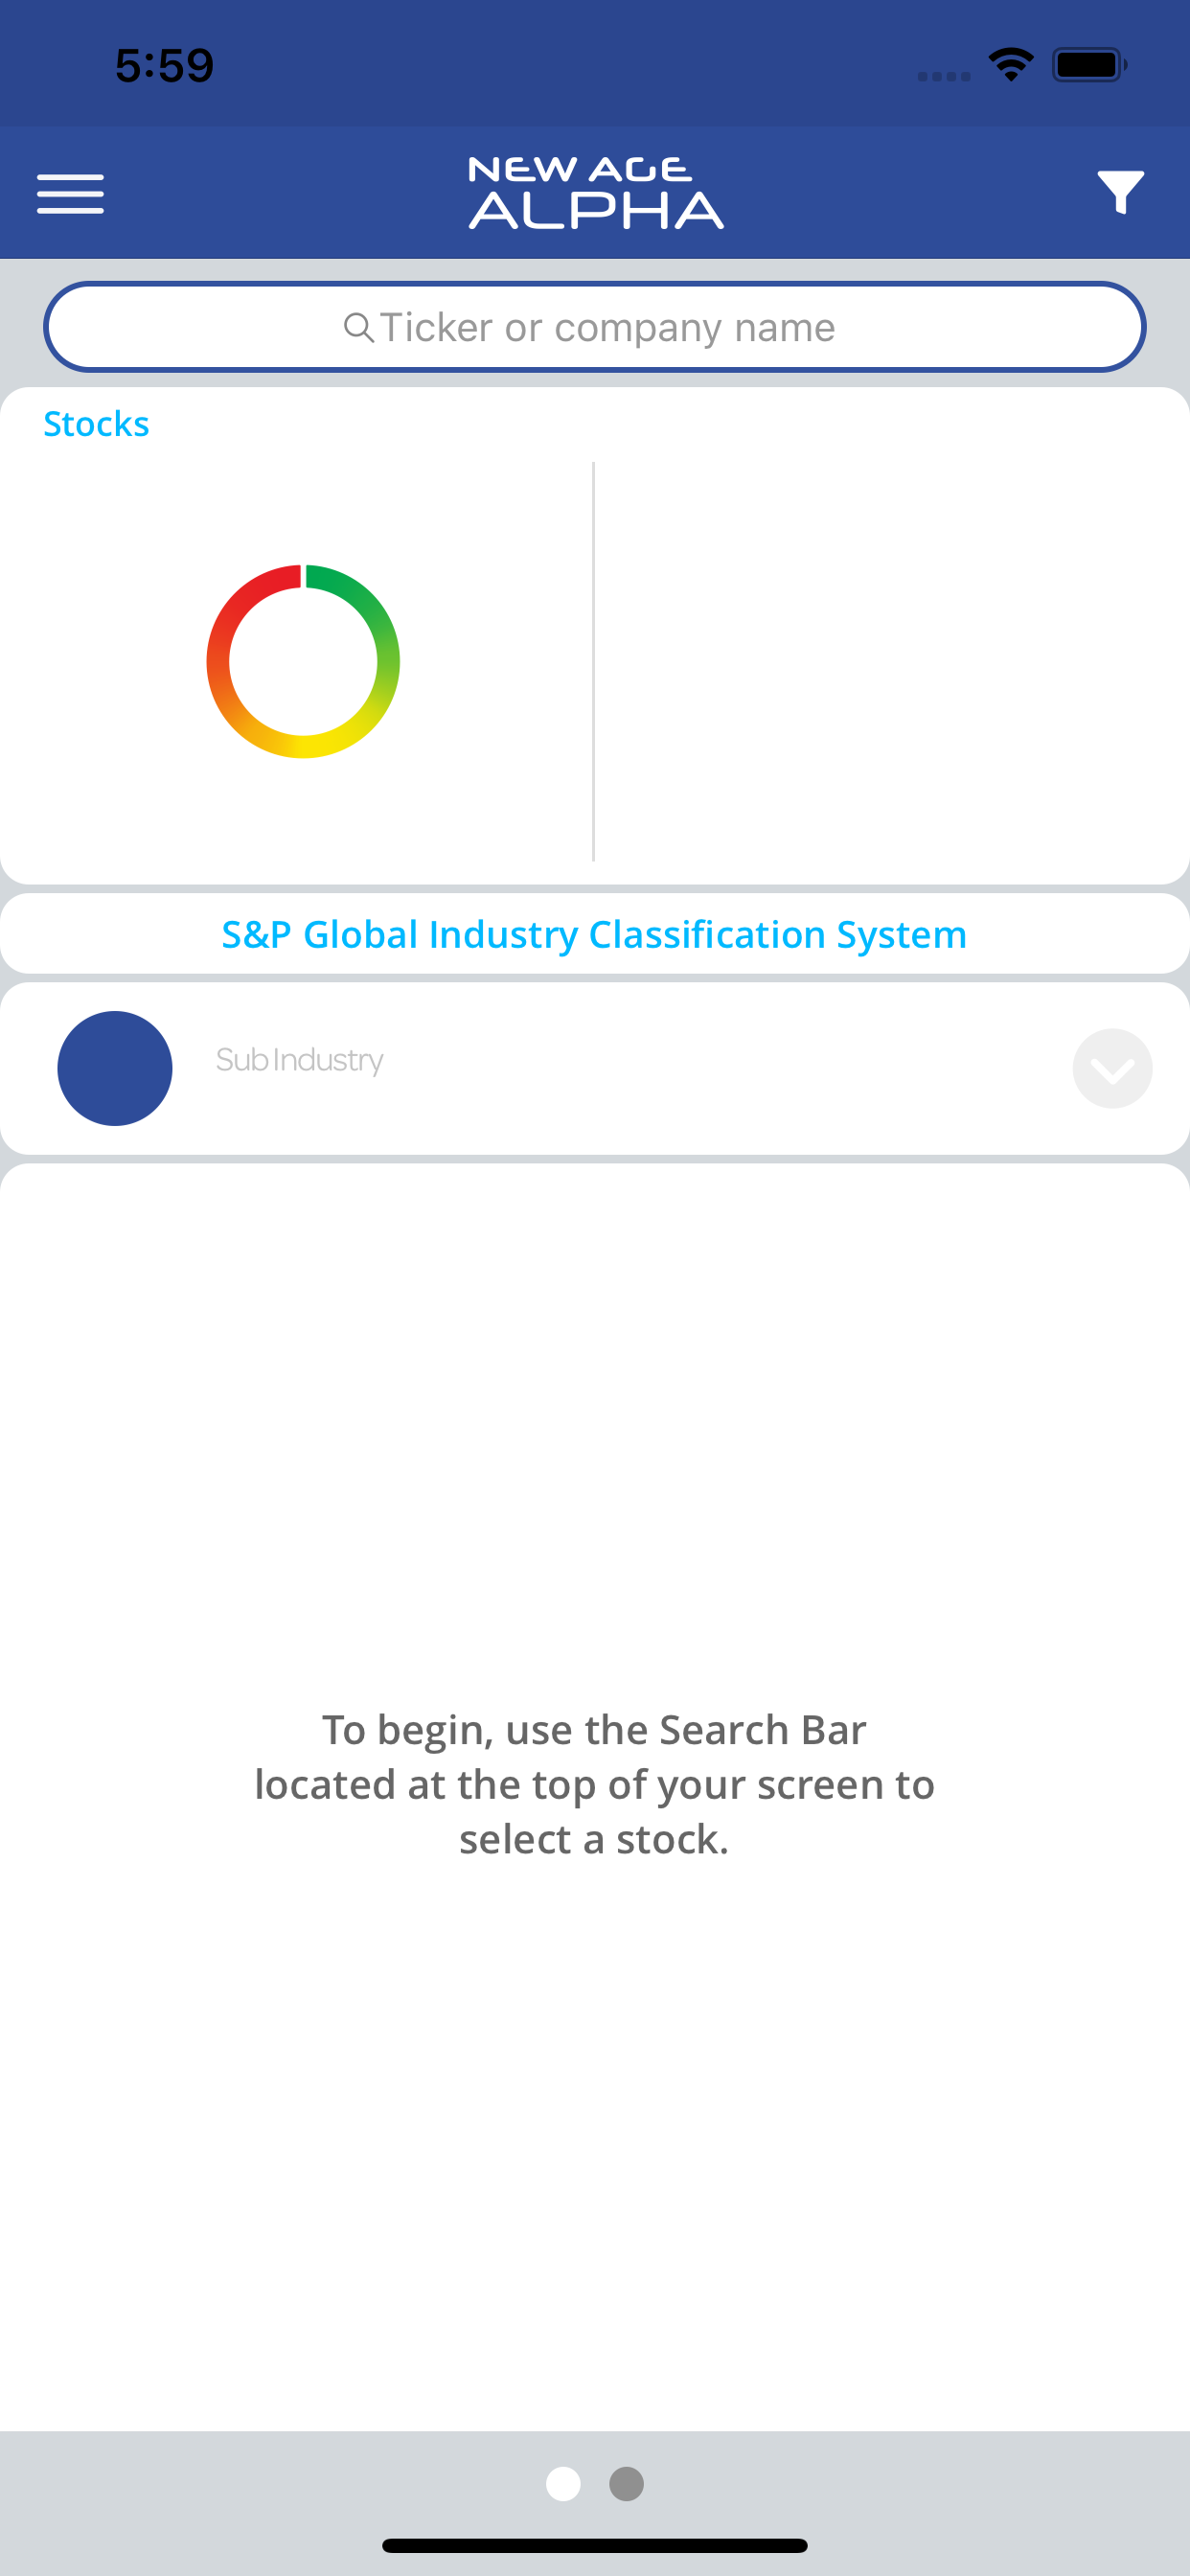 5:59
NEW AGE
ALPHA
Ticker or company name
Stocks
S&P Global Industry Classification System
Sub Industry
To begin, use the Search Bar
located at the top of your screen to
select a stock.